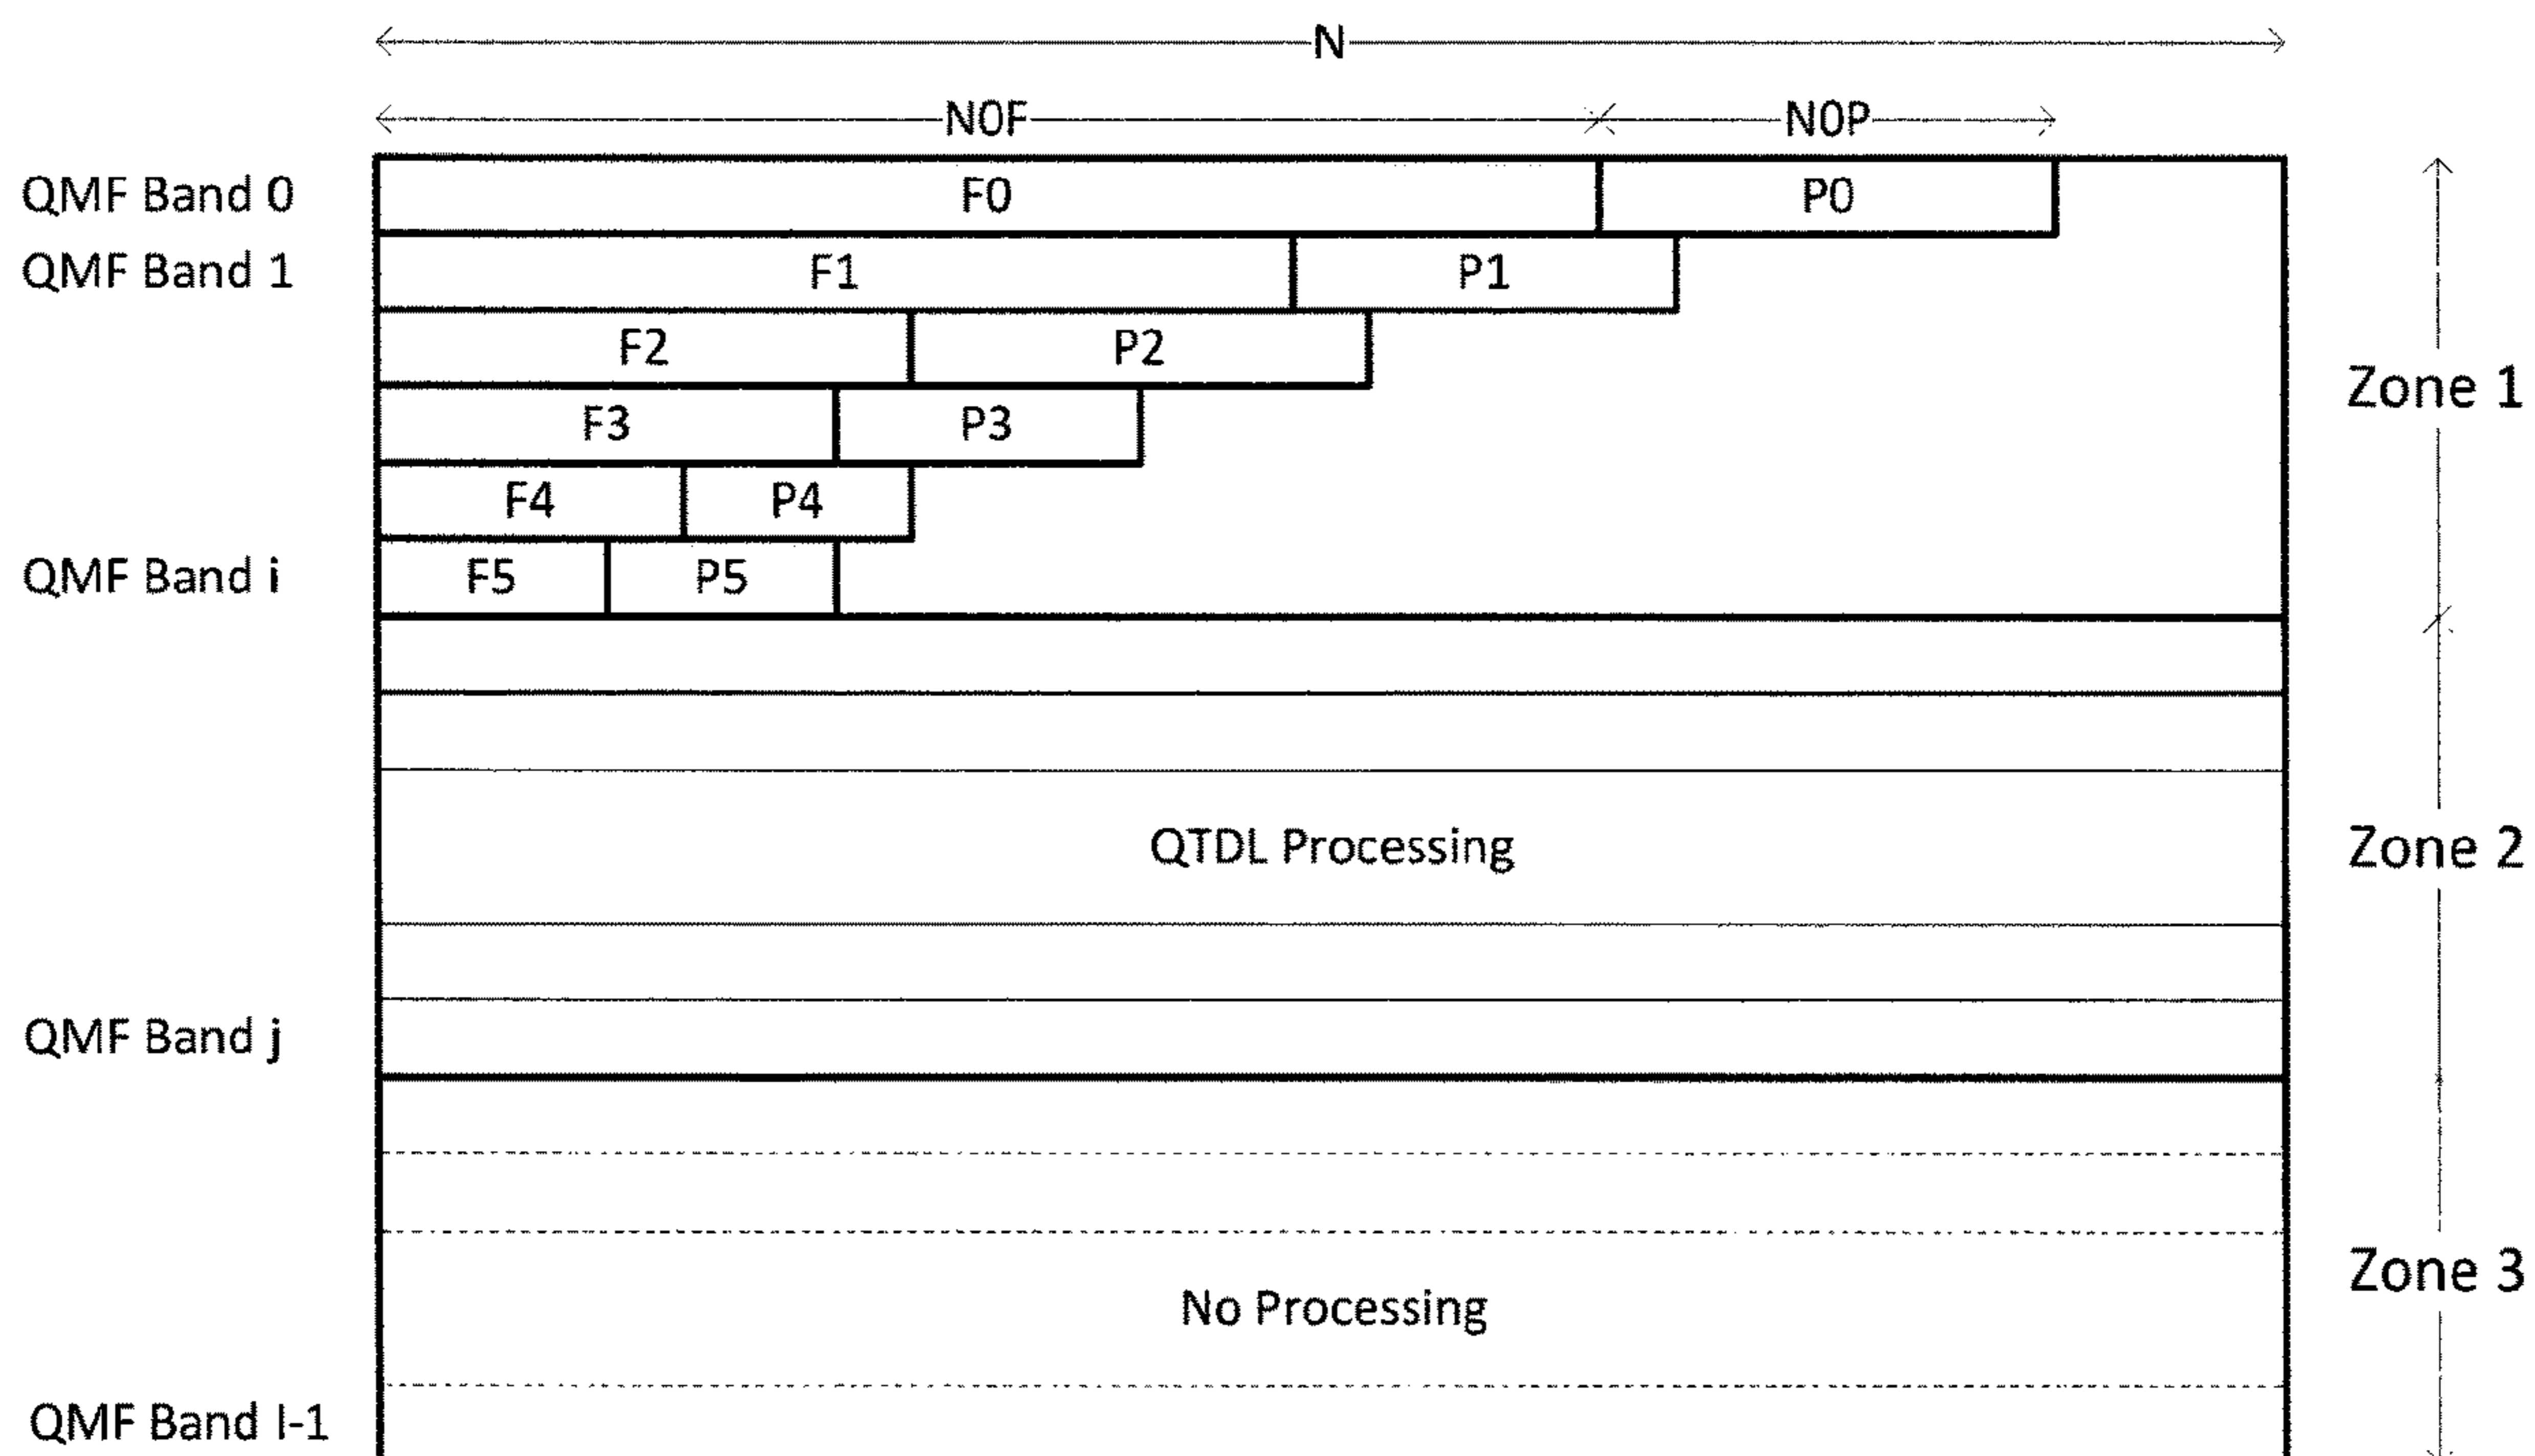 N
N0F N0P
QMF Band 0 F0 P0
QMF Band 1 F1 P1
F2 P2
F3 P3 Zone 1
F4 P4
QMF Band i F5 P5
QTDL Processing Zone 2
QMF Band j
Zone 3
No Processing
QMF Band l-1